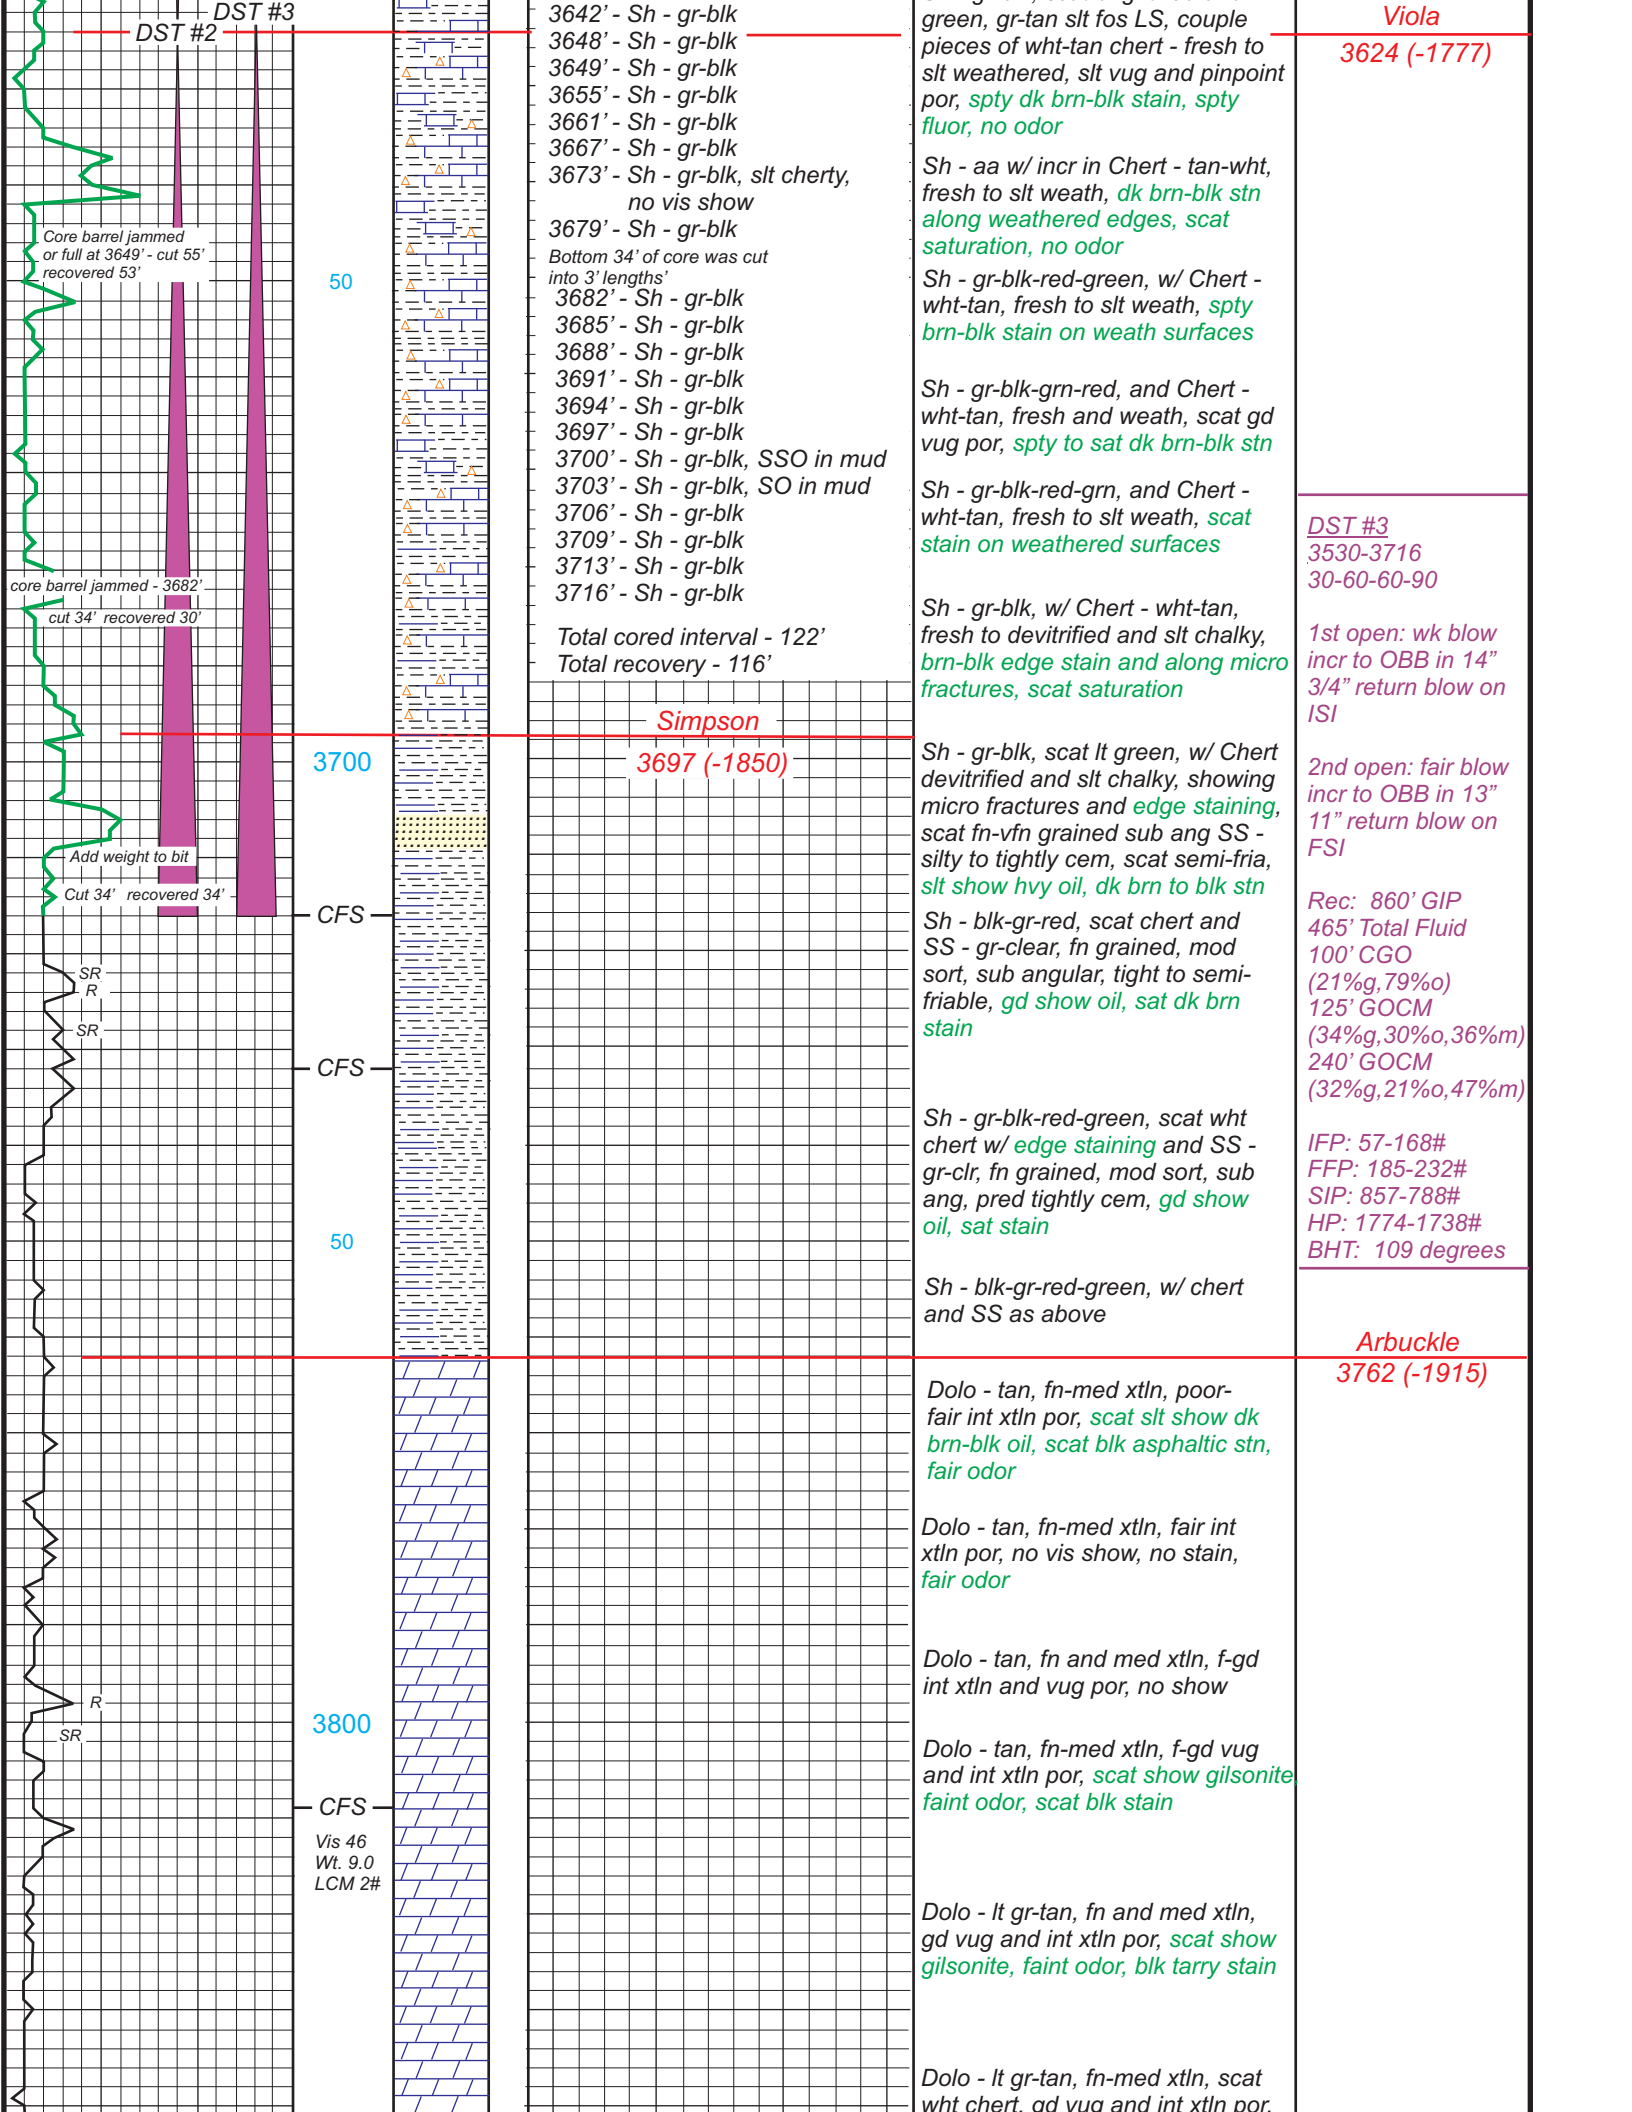 DST #3
DST #2
Core barrel jammed
or full at 3649’ - cut 55’
recovered 53’
core barrel jammed - 3682’
cut 34’ recovered 30’
Add weight to bit
Cut 34’ recovered 34’
SR
R
SR
R
SR
50
3700
CFS
CFS
50
3800
CFS
Vis 46
Wt. 9.0
LCM 2#
3642’ - Sh - gr-blk
3648’ - Sh - gr-blk
3649’ - Sh - gr-blk
3655’ - Sh - gr-blk
3661’ - Sh - gr-blk
3667’ - Sh - gr-blk
3673’ - Sh - gr-blk, slt cherty,
no vis show
3679’ - Sh - gr-blk
Bottom 34’ of core was cut
into 3’ lengths’
3682’ - Sh - gr-blk
3685’ - Sh - gr-blk
3688’ - Sh - gr-blk
3691’ - Sh - gr-blk
3694’ - Sh - gr-blk
3697’ - Sh - gr-blk
3700’ - Sh - gr-blk, SSO in mud
3703’ - Sh - gr-blk, SO in mud
3706’ - Sh - gr-blk
3709’ - Sh - gr-blk
3713’ - Sh - gr-blk
3716’ - Sh - gr-blk
Total cored interval - 122’
Total recovery - 116’
Simpson
3697 (-1850)
green, gr-tan slt fos LS, couple
pieces of wht-tan chert - fresh to
slt weathered, slt vug and pinpoint
por, spty dk brn-blk stain, spty
fluor, no odor
Sh - aa w/ incr in Chert - tan-wht,
fresh to slt weath, dk brn-blk stn
along weathered edges, scat
saturation, no odor
Sh - gr-blk-red-green, w/ Chert -
wht-tan, fresh to slt weath, spty
brn-blk stain on weath surfaces
Sh - gr-blk-grn-red, and Chert -
wht-tan, fresh and weath, scat gd
vug por, spty to sat dk brn-blk stn
Sh - gr-blk-red-grn, and Chert -
wht-tan, fresh to slt weath, scat
stain on weathered surfaces
Sh - gr-blk, w/ Chert - wht-tan,
fresh to devitrified and slt chalky,
brn-blk edge stain and along micro
fractures, scat saturation
Sh - gr-blk, scat lt green, w/ Chert
devitrified and slt chalky, showing
micro fractures and edge staining,
scat fn-vfn grained sub ang SS -
silty to tightly cem, scat semi-fria,
slt show hvy oil, dk brn to blk stn
Sh - blk-gr-red, scat chert and
SS - gr-clear, fn grained, mod
sort, sub angular, tight to semi-
friable, gd show oil, sat dk brn
stain
Sh - gr-blk-red-green, scat wht
chert w/ edge staining and SS -
gr-clr, fn grained, mod sort, sub
ang, pred tightly cem, gd show
oil, sat stain
Sh - blk-gr-red-green, w/ chert
and SS as above
Dolo - tan, fn-med xtln, poor-
fair int xtln por, scat slt show dk
brn-blk oil, scat blk asphaltic stn,
fair odor
Dolo - tan, fn-med xtln, fair int
xtln por, no vis show, no stain,
fair odor
Dolo - tan, fn and med xtln, f-gd
int xtln and vug por, no show
Dolo - tan, fn-med xtln, f-gd vug
and int xtln por, scat show gilsonite,
faint odor, scat blk stain
Dolo - lt gr-tan, fn and med xtln,
gd vug and int xtln por, scat show
gilsonite, faint odor, blk tarry stain
Dolo - lt gr-tan, fn-med xtln, scat
wht chert, gd vug and int xtln por,
Viola
3624 (-1777)
DST #3
3530-3716
30-60-60-90
1st open: wk blow
incr to OBB in 14”
3/4” return blow on
ISI
2nd open: fair blow
incr to OBB in 13”
11” return blow on
FSI
Rec: 860’ GIP
465’ Total Fluid
100’ CGO
(21%g,79%o)
125’ GOCM
(34%g,30%o,36%m)
240’ GOCM
(32%g,21%o,47%m)
IFP: 57-168#
FFP: 185-232#
SIP: 857-788#
HP: 1774-1738#
BHT: 109 degrees
Arbuckle
3762 (-1915)